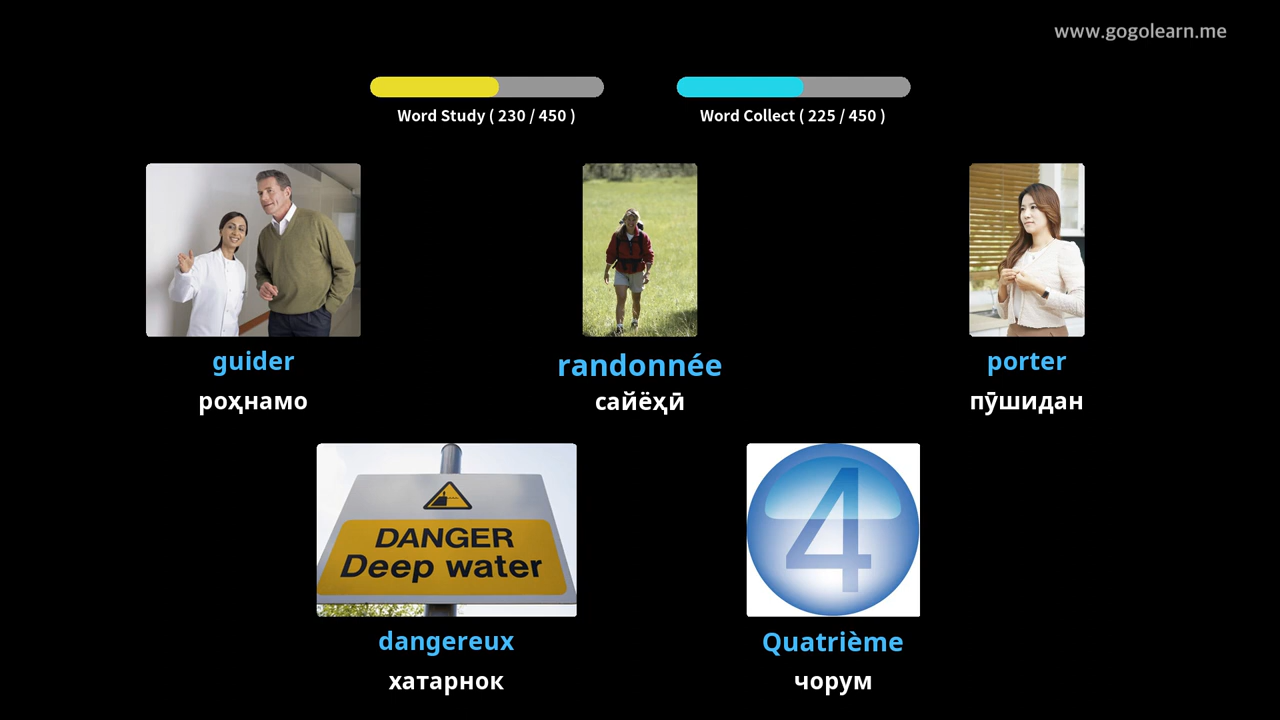 www.gogolearn.me
Word Study ( 230 / 450 )
Word Collect ( 225 / 450 )
guider
роҳнамо
randonnée
сайёҳӣ
porter
пӯшидан
DANGER
Deep water
dangereux
хатарнок
4
Quatrième
чорум